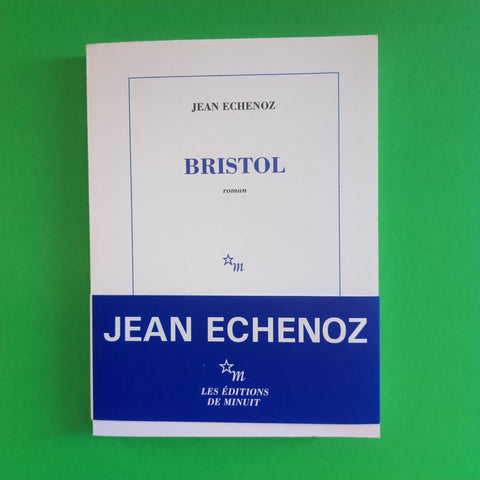 JEAN ECHENOZ
BRISTOL
roman
m
JEAN ECHENOZ
m
LES ÉDITIONS
DE MINUIT